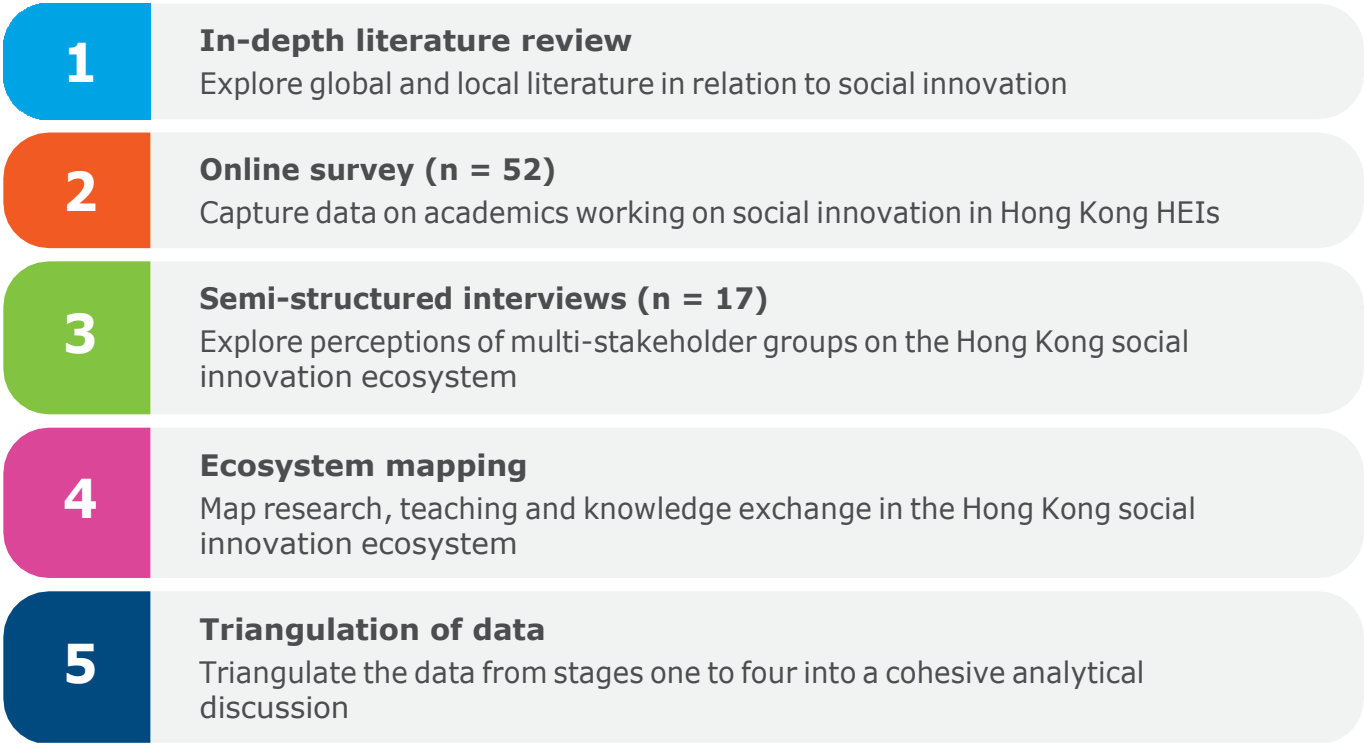 1
In-depth literature review
Explore global and local literature in relation to social innovation
2
Online survey (n = 52)
Capture data on academics working on social innovation in Hong Kong HEIs
3
Semi-structured interviews (n = 17)
Explore perceptions of multi-stakeholder groups on the Hong Kong social
innovation ecosystem
4
Ecosystem mapping
Map research, teaching and knowledge exchange in the Hong Kong social
innovation ecosystem
5
Triangulation of data
Triangulate the data from stages one to four into a cohesive analytical
discussion